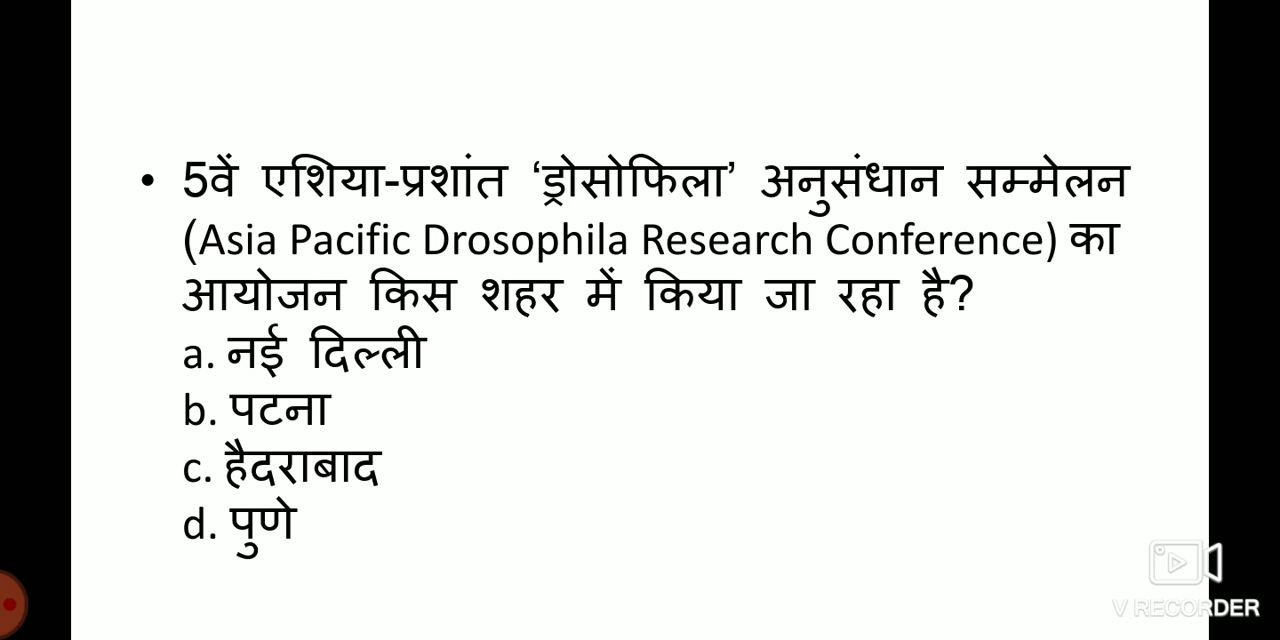 • 5वें एशिया-प्रशांत ‘ड्रोसोफिला’ अनुसंधान सम्मेलन
(Asia Pacific Drosophila Research Conference) का
आयोजन किस शहर में किया जा रहा है?
a. नई दिल्ली
b. पटना
c. हैदराबाद
d. पुणे
V RECORDER